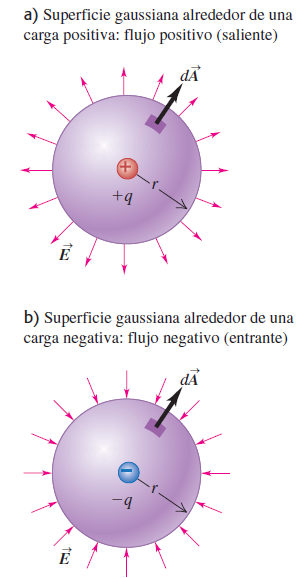 a) Superficie gaussiana alrededor de una
carga positiva: flujo positivo (saliente)
dA⃗
+
r
+q
E⃗
b) Superficie gaussiana alrededor de una
carga negativa: flujo negativo (entrante)
dA⃗
−
r
−q
E⃗